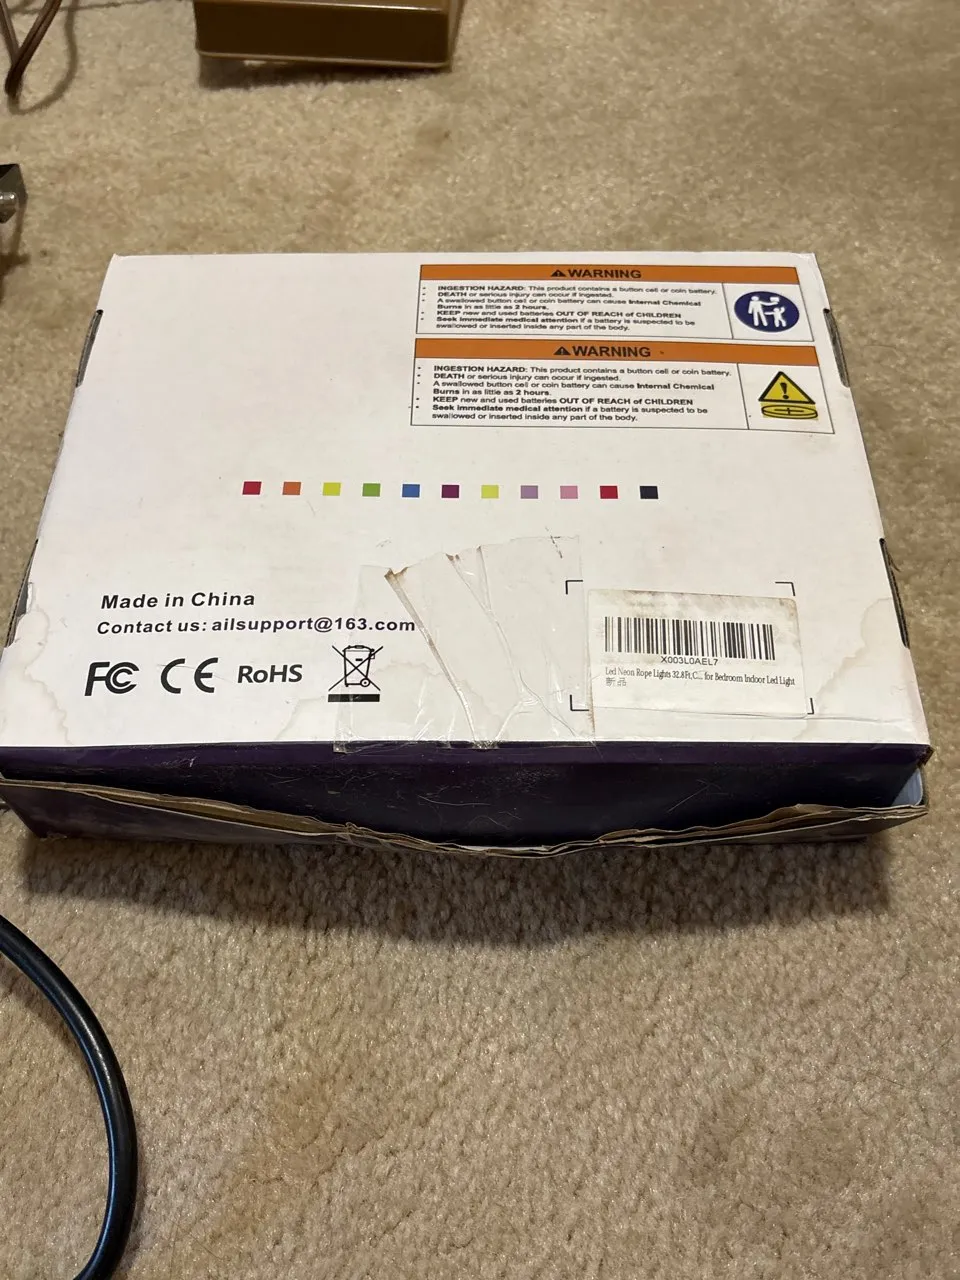 WARNING
INGESTION HAZARD: This product contains a button cell or coin battery.
DEATH or serious injury can occur if ingested.
A swallowed button cell or coin battery can cause Internal Chemical
Burns in as little as 2 hours.
KEEP new and used batteries OUT OF REACH of CHILDREN
Seek immediate medical attention if a battery is suspected to be
swallowed or inserted inside any part of the body.
WARNING
INGESTION HAZARD: This product contains a button cell or coin battery.
DEATH or serious injury can occur if ingested.
A swallowed button cell or coin battery can cause Internal Chemical
Burns in as little as 2 hours.
KEEP new and used batteries OUT OF REACH of CHILDREN
Seek immediate medical attention if a battery is suspected to be
swallowed or inserted inside any part of the body.
Made in China
Contact us: ailsupport@163.com
FC CE RoHS
X003L0AEL7
Led Neon Rope Lights 32.8Ft,C... for Bedroom Indoor Led Light
新品